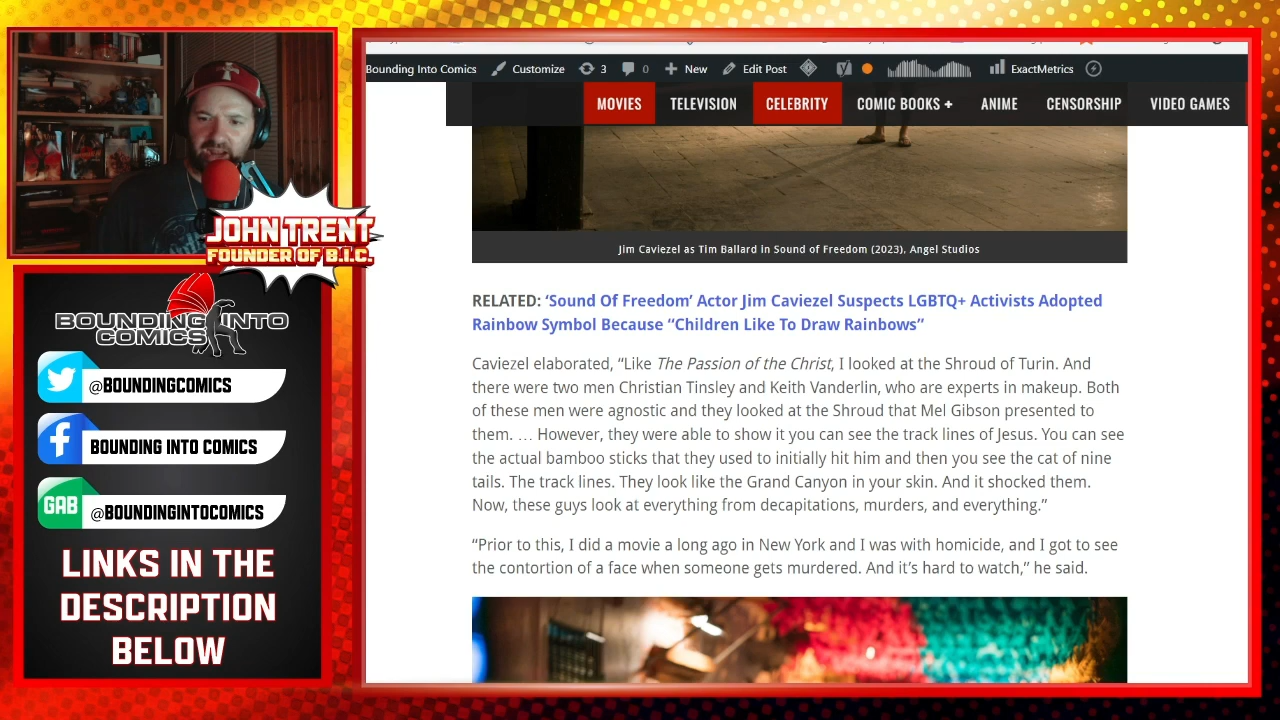 JOHN TRENT
FOUNDER OF B.I.C.
BOUNDING INTO
COMICS
@BOUNDINGCOMICS
BOUNDING INTO COMICS
GAB
@BOUNDINGINTOCOMICS
LINKS IN THE
DESCRIPTION
BELOW
Bounding Into Comics Customize 3 0 New Edit Post ExactMetrics
MOVIES TELEVISION CELEBRITY COMIC BOOKS + ANIME CENSORSHIP VIDEO GAMES
Jim Caviezel as Tim Ballard in Sound of Freedom (2023), Angel Studios
RELATED: ‘Sound Of Freedom’ Actor Jim Caviezel Suspects LGBTQ+ Activists Adopted
Rainbow Symbol Because “Children Like To Draw Rainbows”
Caviezel elaborated, “Like The Passion of the Christ, I looked at the Shroud of Turin. And
there were two men Christian Tinsley and Keith Vanderlin, who are experts in makeup. Both
of these men were agnostic and they looked at the Shroud that Mel Gibson presented to
them. … However, they were able to show it you can see the track lines of Jesus. You can see
the actual bamboo sticks that they used to initially hit him and then you see the cat of nine
tails. The track lines. They look like the Grand Canyon in your skin. And it shocked them.
Now, these guys look at everything from decapitations, murders, and everything.”
“Prior to this, I did a movie a long ago in New York and I was with homicide, and I got to see
the contortion of a face when someone gets murdered. And it’s hard to watch,” he said.